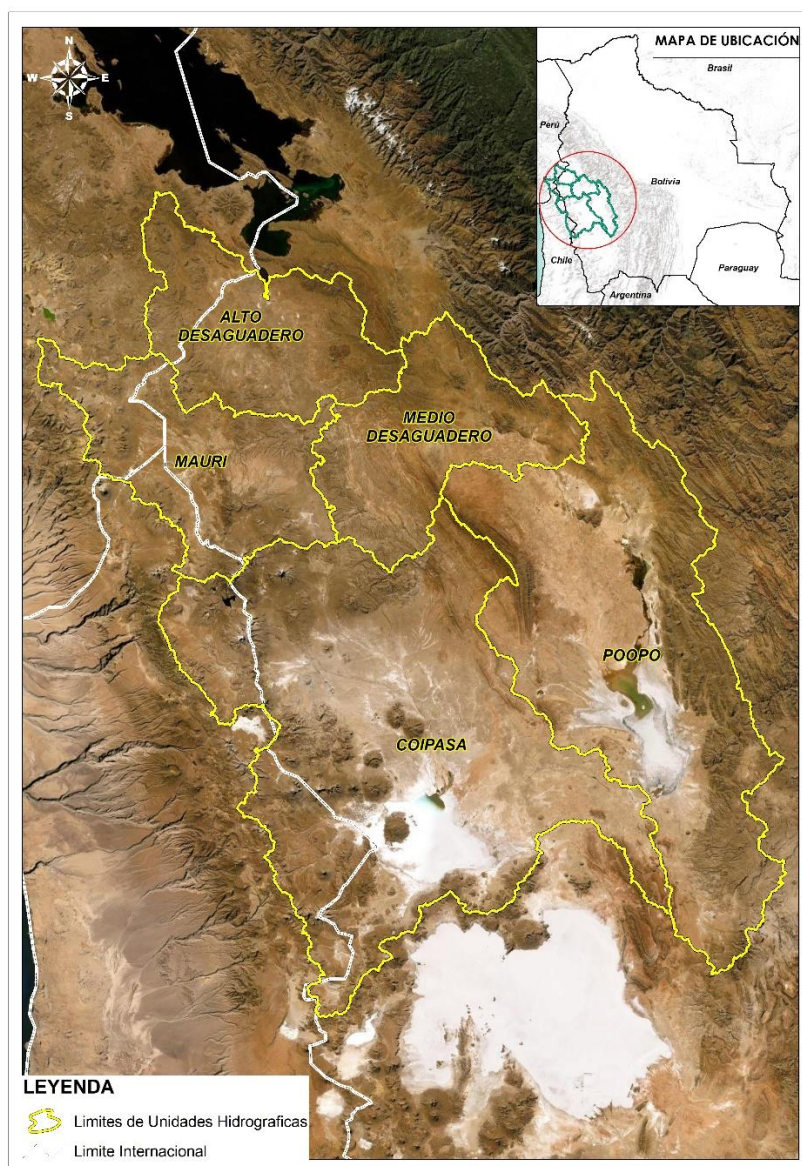 N
W E
S
MAPA DE UBICACIÓN
Brasil
Perú
Bolivia
Chile
Paraguay
Argentina
ALTO
DESAGUADERO
MEDIO
DESAGUADERO
MAURI
POOPO
COIPASA
LEYENDA
Limites de Unidades Hidrograficas
Limite Internacional